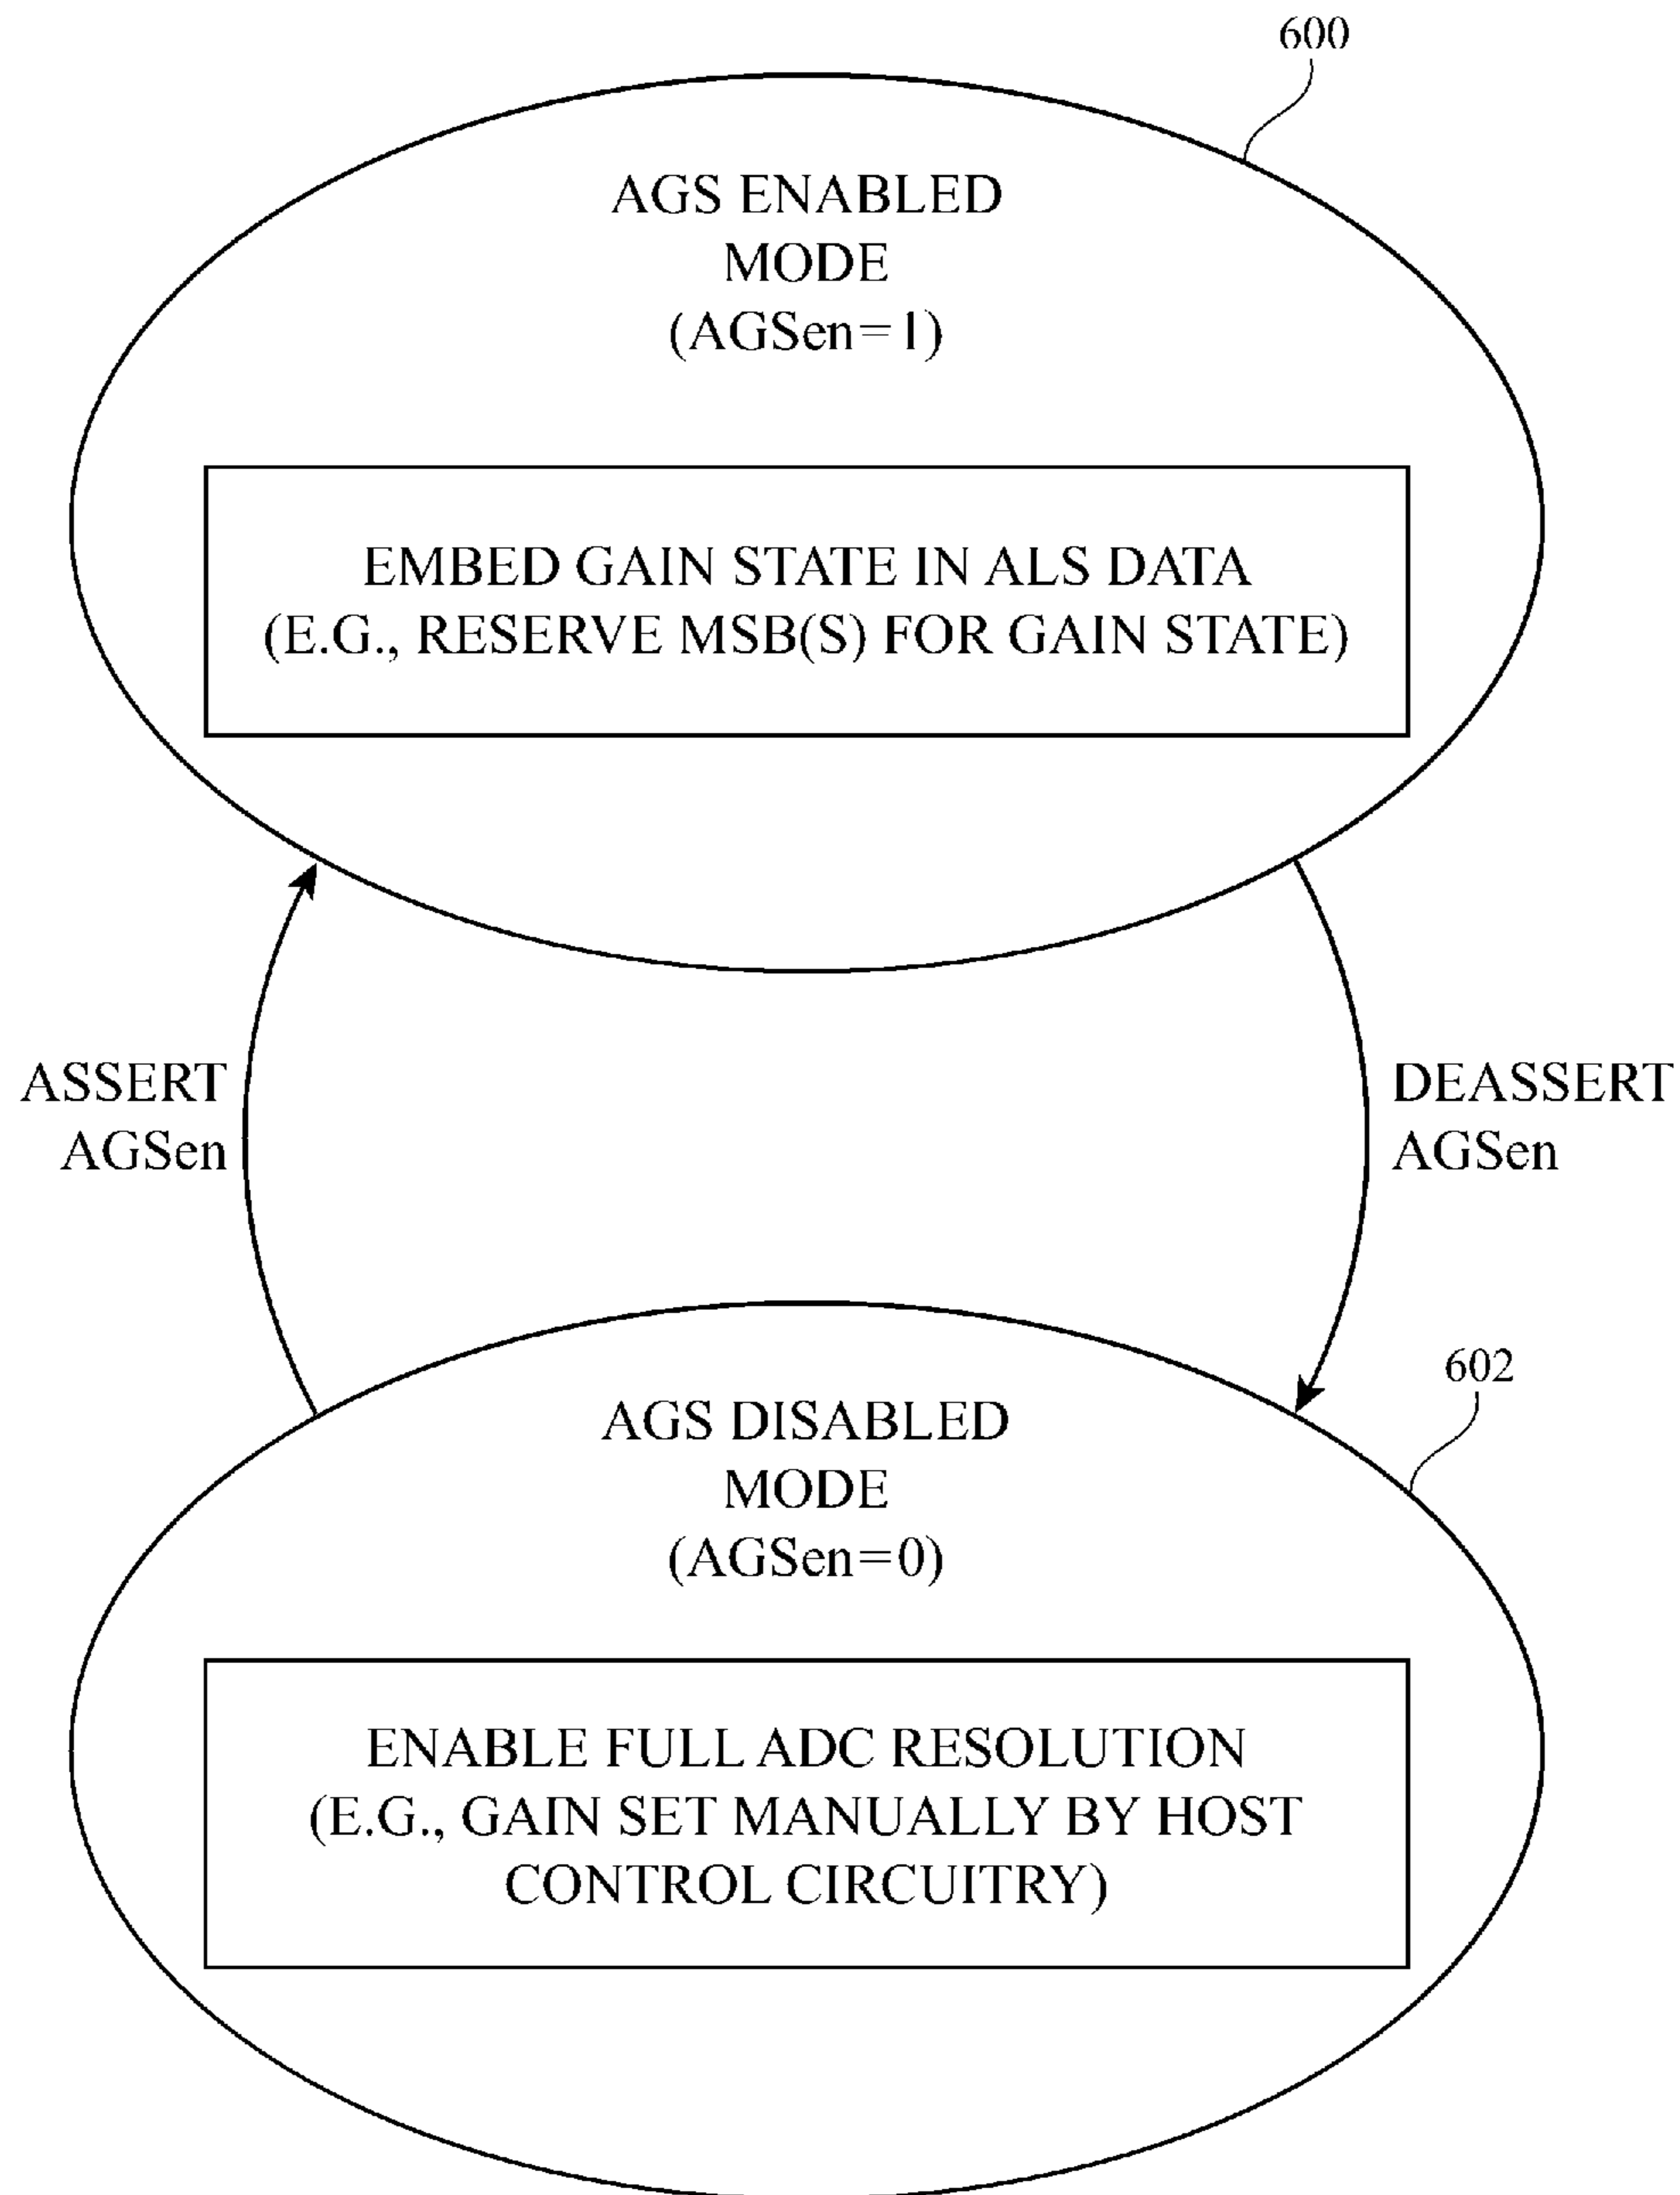 600
AGS ENABLED
MODE
(AGSen=1)
EMBED GAIN STATE IN ALS DATA
(E.G., RESERVE MSB(S) FOR GAIN STATE)
ASSERT
AGSen
DEASSERT
AGSen
602
AGS DISABLED
MODE
(AGSen=0)
ENABLE FULL ADC RESOLUTION
(E.G., GAIN SET MANUALLY BY HOST
CONTROL CIRCUITRY)